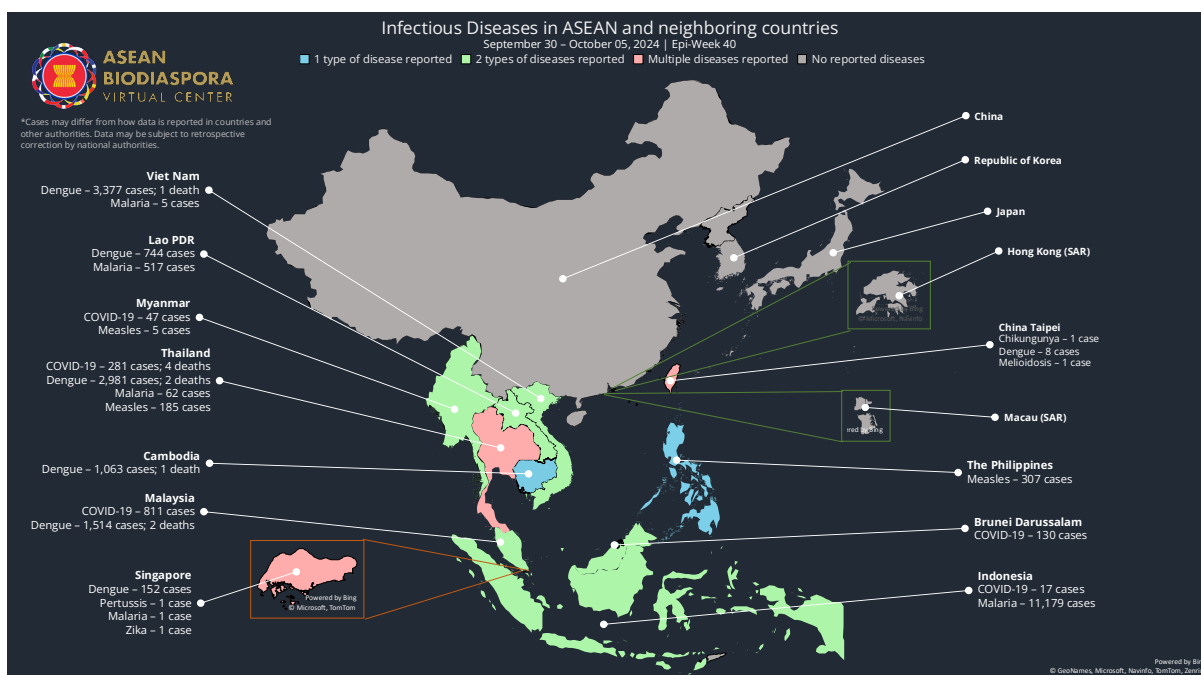 Infectious Diseases in ASEAN and neighboring countries
September 30 – October 05, 2024 | Epi-Week 40
1 type of disease reported 2 types of diseases reported Multiple diseases reported No reported diseases
ASEAN
BIODIASPORA
VIRTUAL CENTER
*Cases may differ from how data is reported in countries and
other authorities. Data may be subject to retrospective
correction by national authorities.
Viet Nam
Dengue – 3,377 cases; 1 death
Malaria – 5 cases
Lao PDR
Dengue – 744 cases
Malaria – 517 cases
Myanmar
COVID-19 – 47 cases
Measles – 5 cases
Thailand
COVID-19 – 281 cases; 4 deaths
Dengue – 2,981 cases; 2 deaths
Malaria – 62 cases
Measles – 185 cases
Cambodia
Dengue – 1,063 cases; 1 death
Malaysia
COVID-19 – 811 cases
Dengue – 1,514 cases; 2 deaths
Singapore
Dengue – 152 cases
Pertussis – 1 case
Malaria – 1 case
Zika – 1 case
Powered by Bing
© Microsoft, TomTom
China
Republic of Korea
Japan
Hong Kong (SAR)
by Bing
© Microsoft, Navinfo
China Taipei
Chikungunya – 1 case
Dengue – 8 cases
Melioidosis – 1 case
Macau (SAR)
ered by Bing
The Philippines
Measles – 307 cases
Brunei Darussalam
COVID-19 – 130 cases
Indonesia
COVID-19 – 17 cases
Malaria – 11,179 cases
Powered by Bin
© GeoNames, Microsoft, Navinfo, TomTom, Zenri